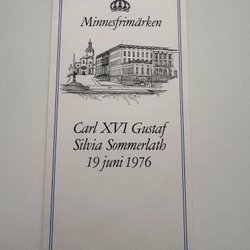 Minnesfrimärken
Carl XVI Gustaf
Silvia Sommerlath
19 juni 1976